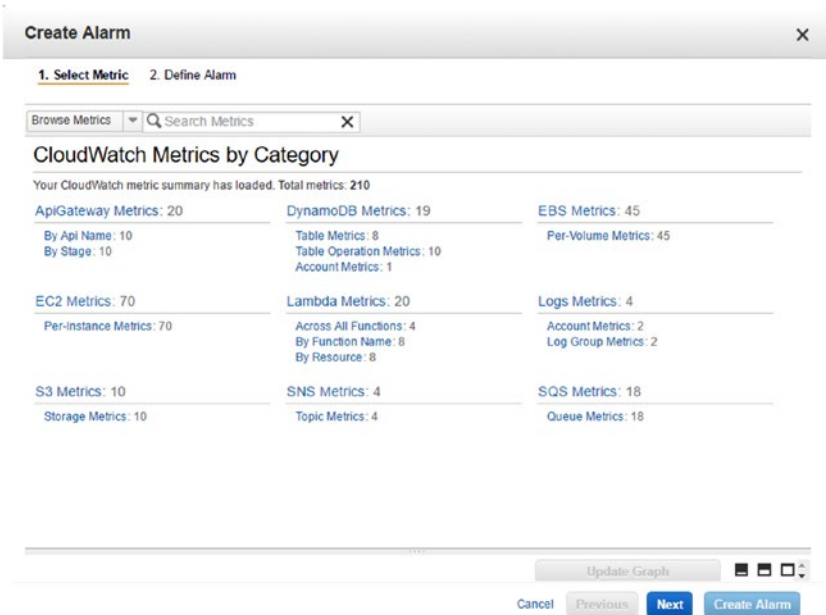 Create Alarm
1. Select Metric 2. Define Alarm
Browse Metrics Search Metrics
CloudWatch Metrics by Category
Your CloudWatch metric summary has loaded. Total metrics: 210
ApiGateway Metrics: 20
By Api Name: 10
By Stage: 10
DynamoDB Metrics: 19
Table Metrics: 8
Table Operation Metrics: 10
Account Metrics: 1
EBS Metrics: 45
Per-Volume Metrics: 45
EC2 Metrics: 70
Per-Instance Metrics: 70
Lambda Metrics: 20
Across All Functions: 4
By Function Name: 8
By Resource: 8
Logs Metrics: 4
Account Metrics: 2
Log Group Metrics: 2
S3 Metrics: 10
Storage Metrics: 10
SNS Metrics: 4
Topic Metrics: 4
SQS Metrics: 18
Queue Metrics: 18
Update Graph
Cancel Previous Next Create Alarm